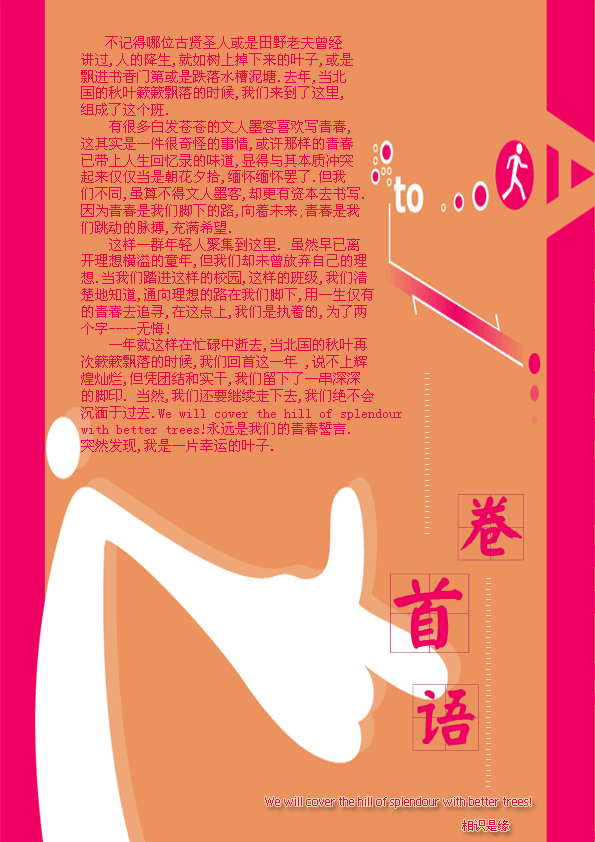 不记得哪位古贤圣人或是田野老夫曾经
讲过,人的降生,就如树上掉下来的叶子,或是
飘进书香门第或是跌落水槽泥塘.去年,当北
国的秋叶簌簌飘落的时候,我们来到了这里,
组成了这个班.
有很多白发苍苍的文人墨客喜欢写青春,
这其实是一件很奇怪的事情,或许那样的青春
已带上人生回忆录的味道,显得与其本质冲突
起来仅仅当是朝花夕拾,缅怀缅怀罢了.但我
们不同,虽算不得文人墨客,却更有资本去书写.
因为青春是我们脚下的路,向着未来;青春是我
们跳动的脉搏,充满希望.
这样一群年轻人聚集到这里. 虽然早已离
开理想横溢的童年,但我们却未曾放弃自己的理
想.当我们踏进这样的校园,这样的班级,我们清
楚地知道,通向理想的路在我们脚下,用一生仅有
的青春去追寻,在这点上,我们是执着的,为了两
个字----无悔!
一年就这样在忙碌中逝去,当北国的秋叶再
次簌簌飘落的时候,我们回首这一年 ,说不上辉
煌灿烂,但凭团结和实干,我们留下了一串深深
的脚印. 当然,我们还要继续走下去,我们绝不会
沉湎于过去.We will cover the hill of splendour
with better trees!永远是我们的青春誓言.
突然发现,我是一片幸运的叶子.
to
卷
首
语
We will cover the hill of splendour with better trees!
相识是缘